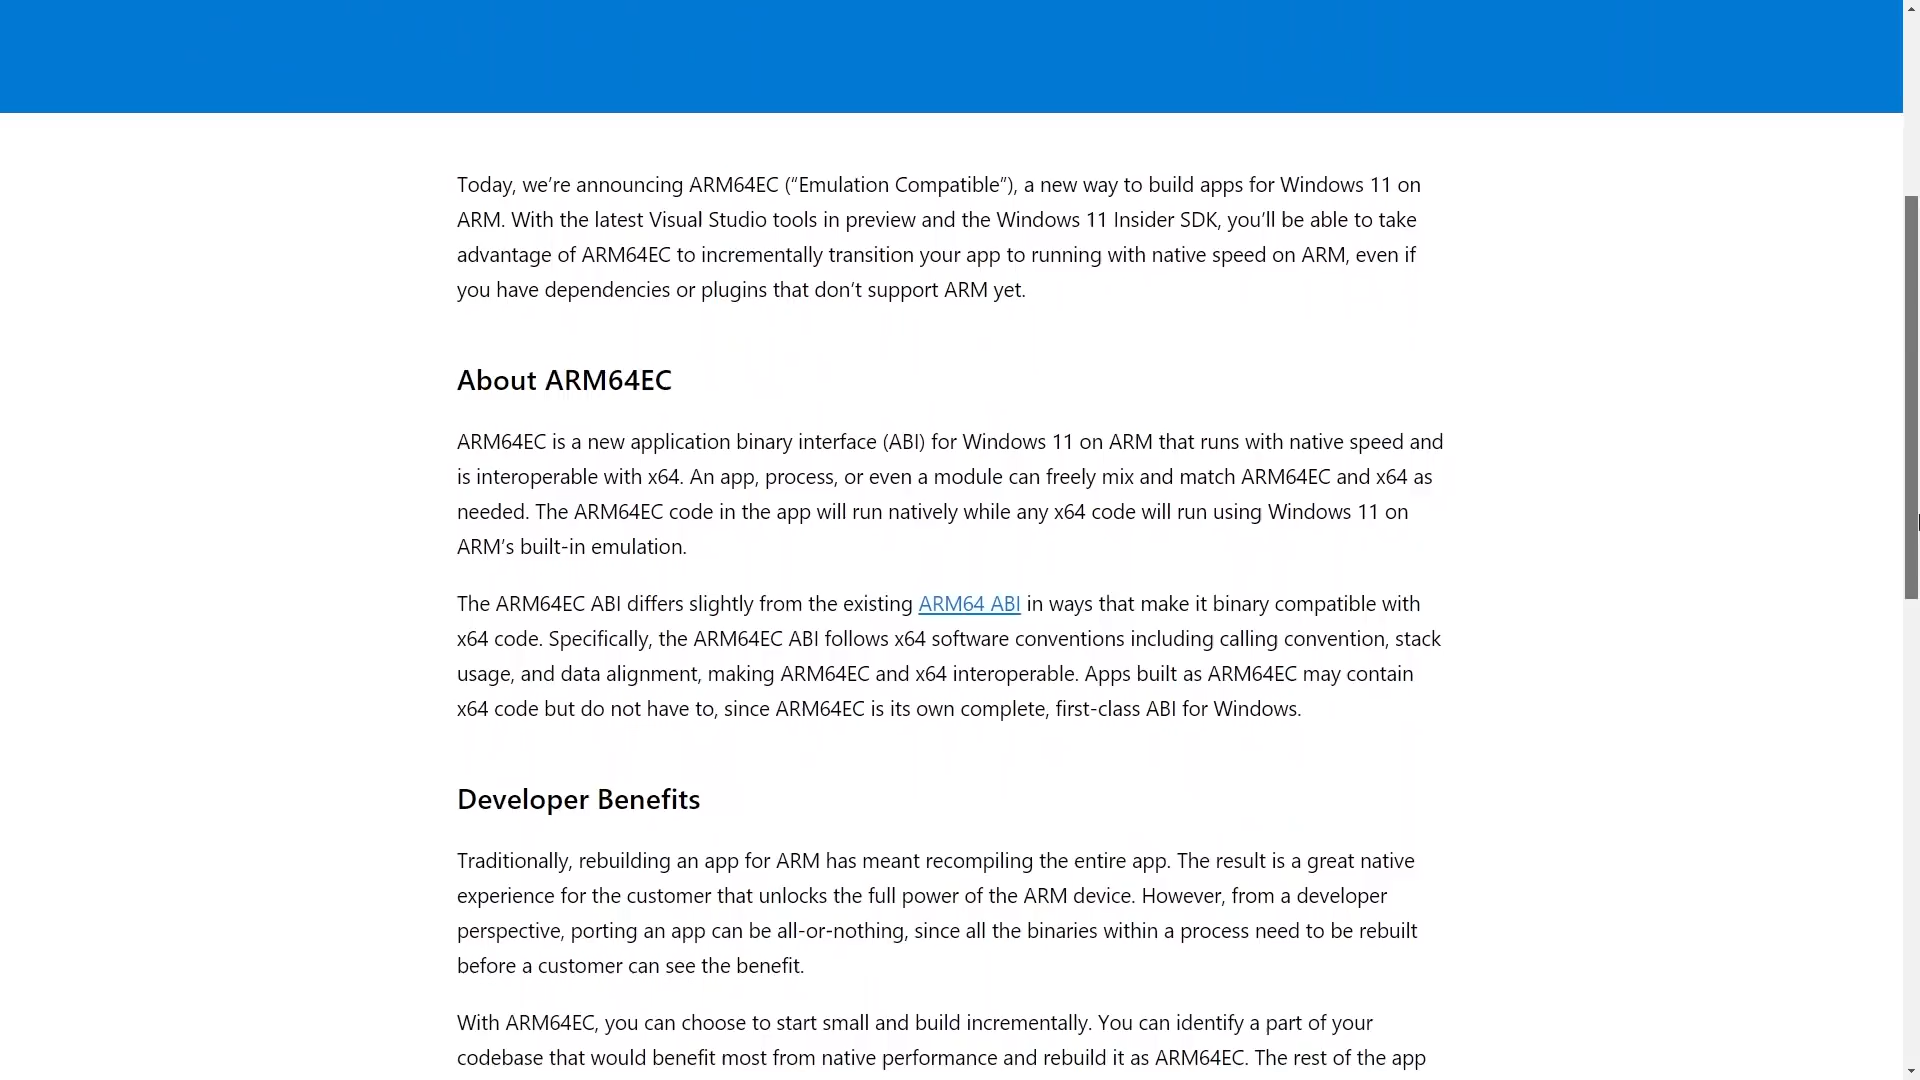 Today, we’re announcing ARM64EC (“Emulation Compatible”), a new way to build apps for Windows 11 on
ARM. With the latest Visual Studio tools in preview and the Windows 11 Insider SDK, you’ll be able to take
advantage of ARM64EC to incrementally transition your app to running with native speed on ARM, even if
you have dependencies or plugins that don’t support ARM yet.
About ARM64EC
ARM64EC is a new application binary interface (ABI) for Windows 11 on ARM that runs with native speed and
is interoperable with x64. An app, process, or even a module can freely mix and match ARM64EC and x64 as
needed. The ARM64EC code in the app will run natively while any x64 code will run using Windows 11 on
ARM’s built-in emulation.
The ARM64EC ABI differs slightly from the existing ARM64 ABI in ways that make it binary compatible with
x64 code. Specifically, the ARM64EC ABI follows x64 software conventions including calling convention, stack
usage, and data alignment, making ARM64EC and x64 interoperable. Apps built as ARM64EC may contain
x64 code but do not have to, since ARM64EC is its own complete, first-class ABI for Windows.
Developer Benefits
Traditionally, rebuilding an app for ARM has meant recompiling the entire app. The result is a great native
experience for the customer that unlocks the full power of the ARM device. However, from a developer
perspective, porting an app can be all-or-nothing, since all the binaries within a process need to be rebuilt
before a customer can see the benefit.
With ARM64EC, you can choose to start small and build incrementally. You can identify a part of your
codebase that would benefit most from native performance and rebuild it as ARM64EC. The rest of the app